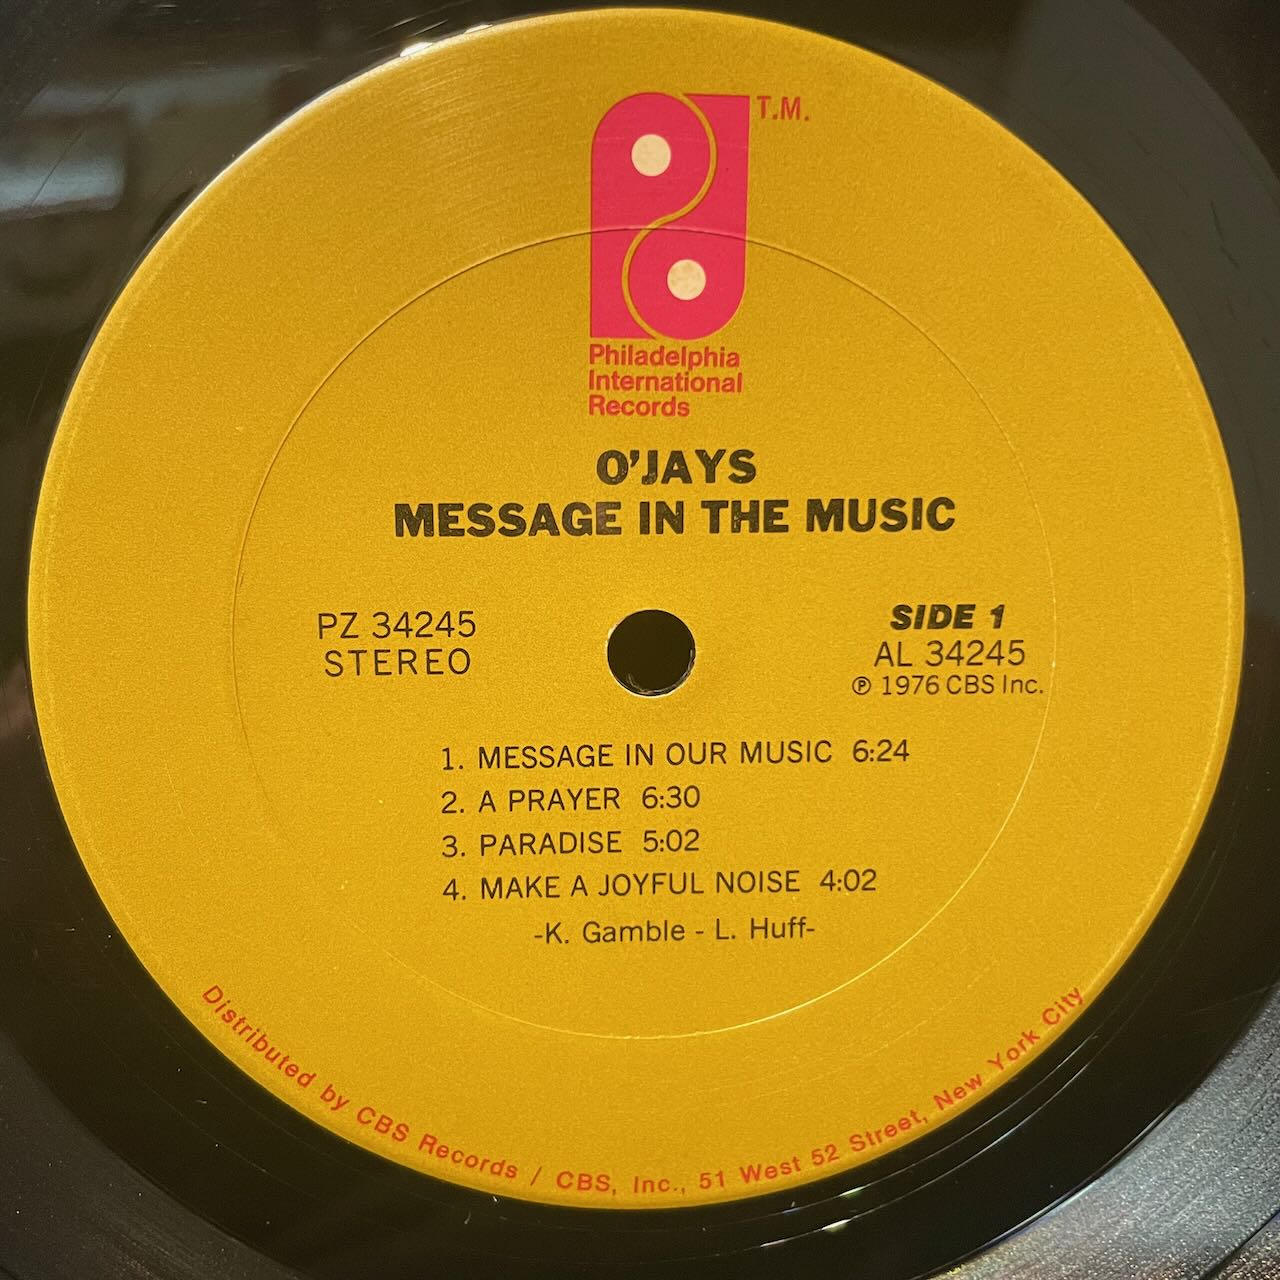 T.M.
Philadelphia
International
Records
O'JAYS
MESSAGE IN THE MUSIC
PZ 34245
STEREO
SIDE 1
AL 34245
℗ 1976 CBS Inc.
1. MESSAGE IN OUR MUSIC 6:24
2. A PRAYER 6:30
3. PARADISE 5:02
4. MAKE A JOYFUL NOISE 4:02
-K. Gamble - L. Huff-
Distributed by CBS Records / CBS, Inc., 51 West 52 Street, New York City